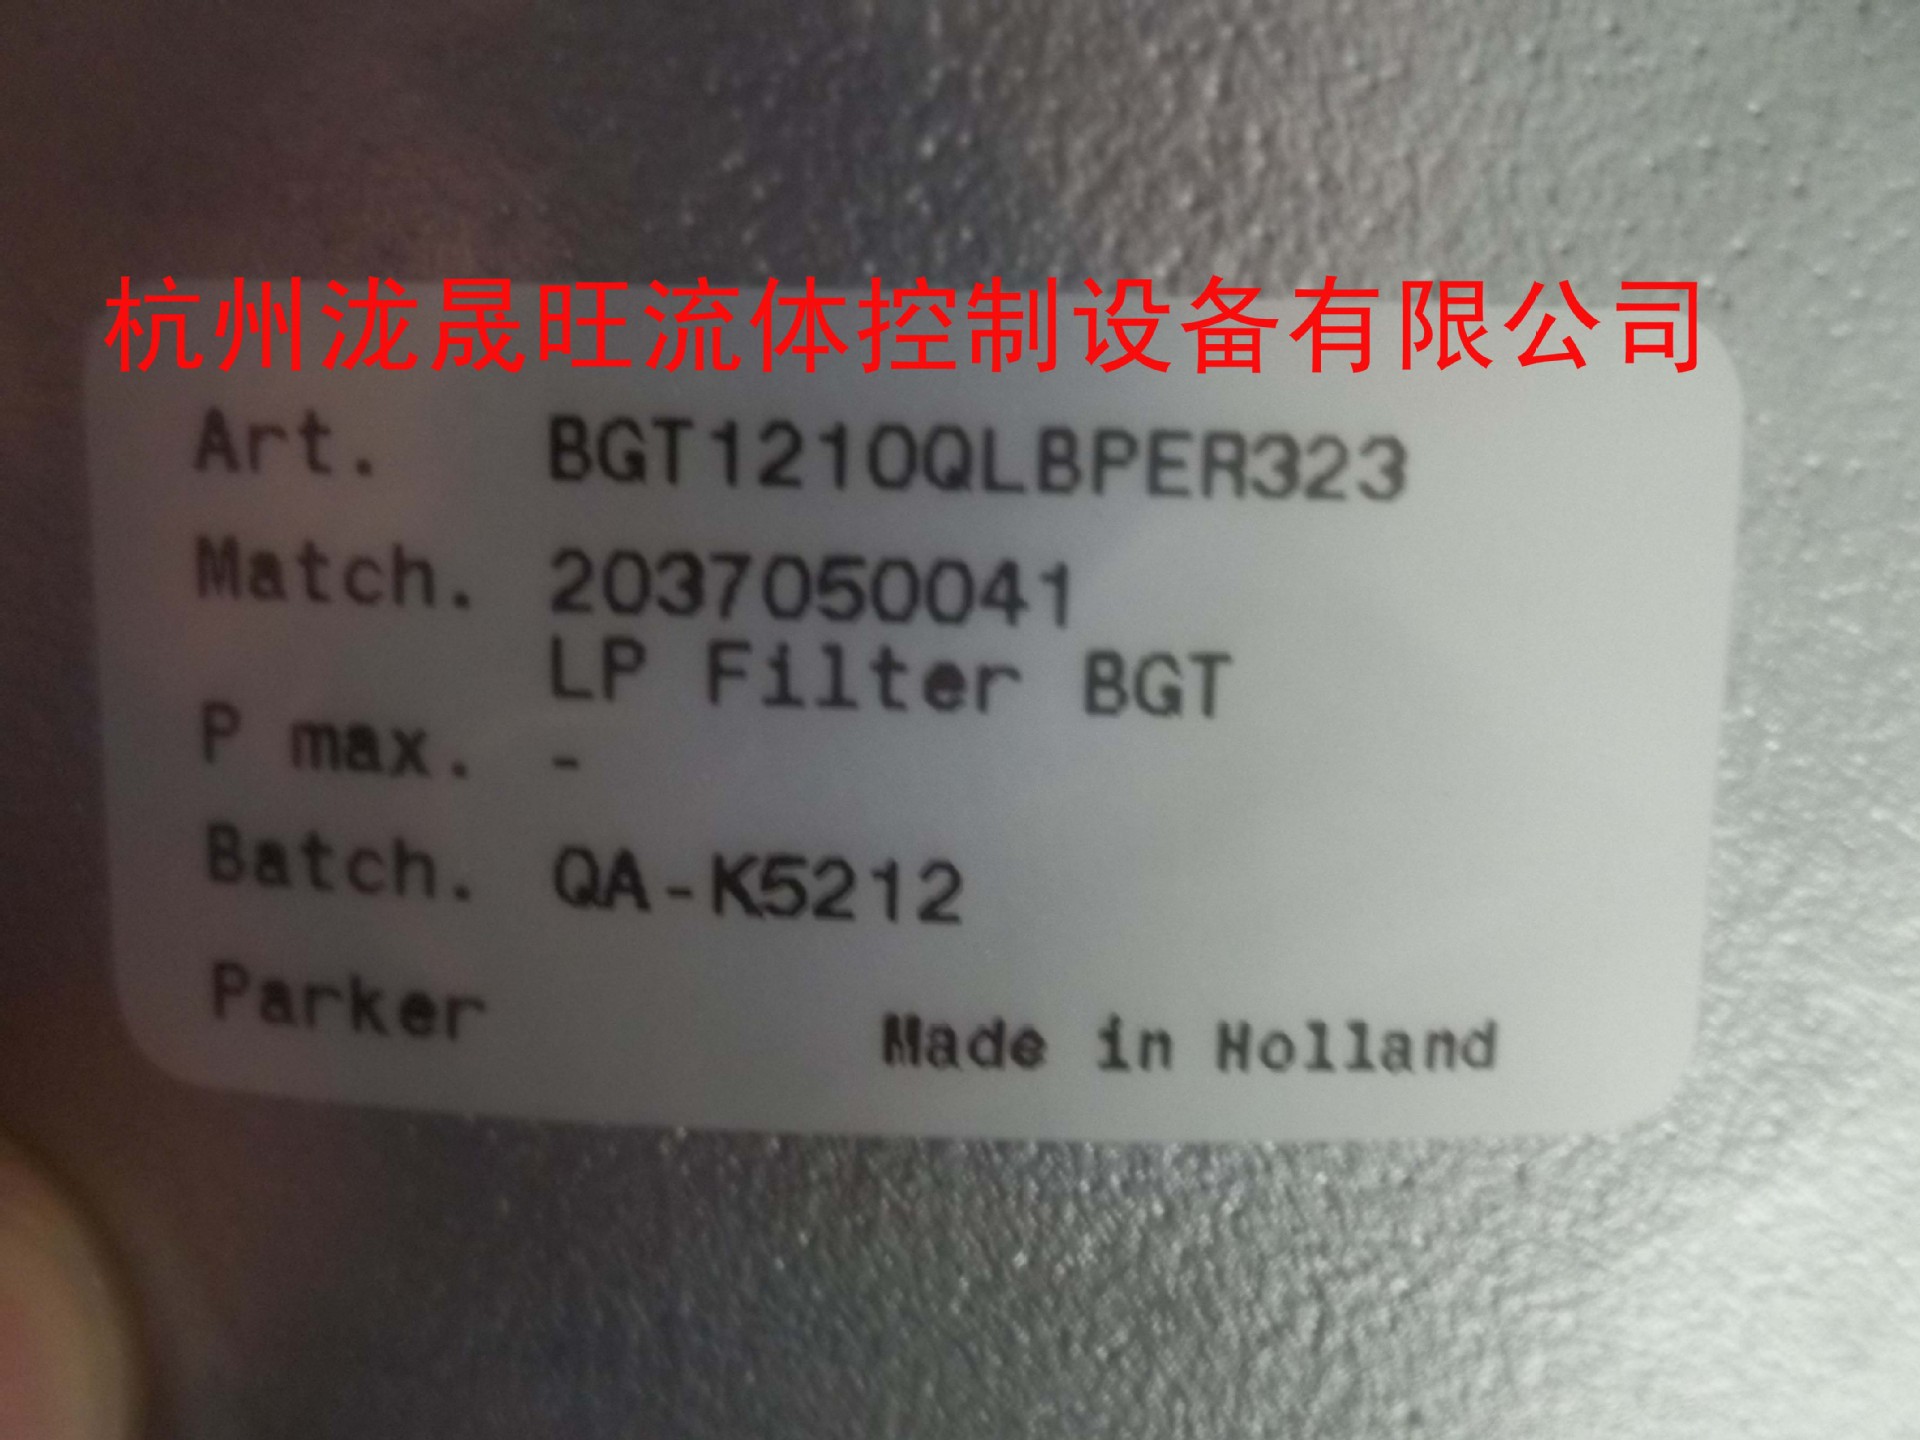 杭州泷晟旺流体控制设备有限公司
Art. BGT1210QLBPER323
Match. 2037050041
LP Filter BGT
P max. -
Batch. QA-K5212
Parker Made in Holland